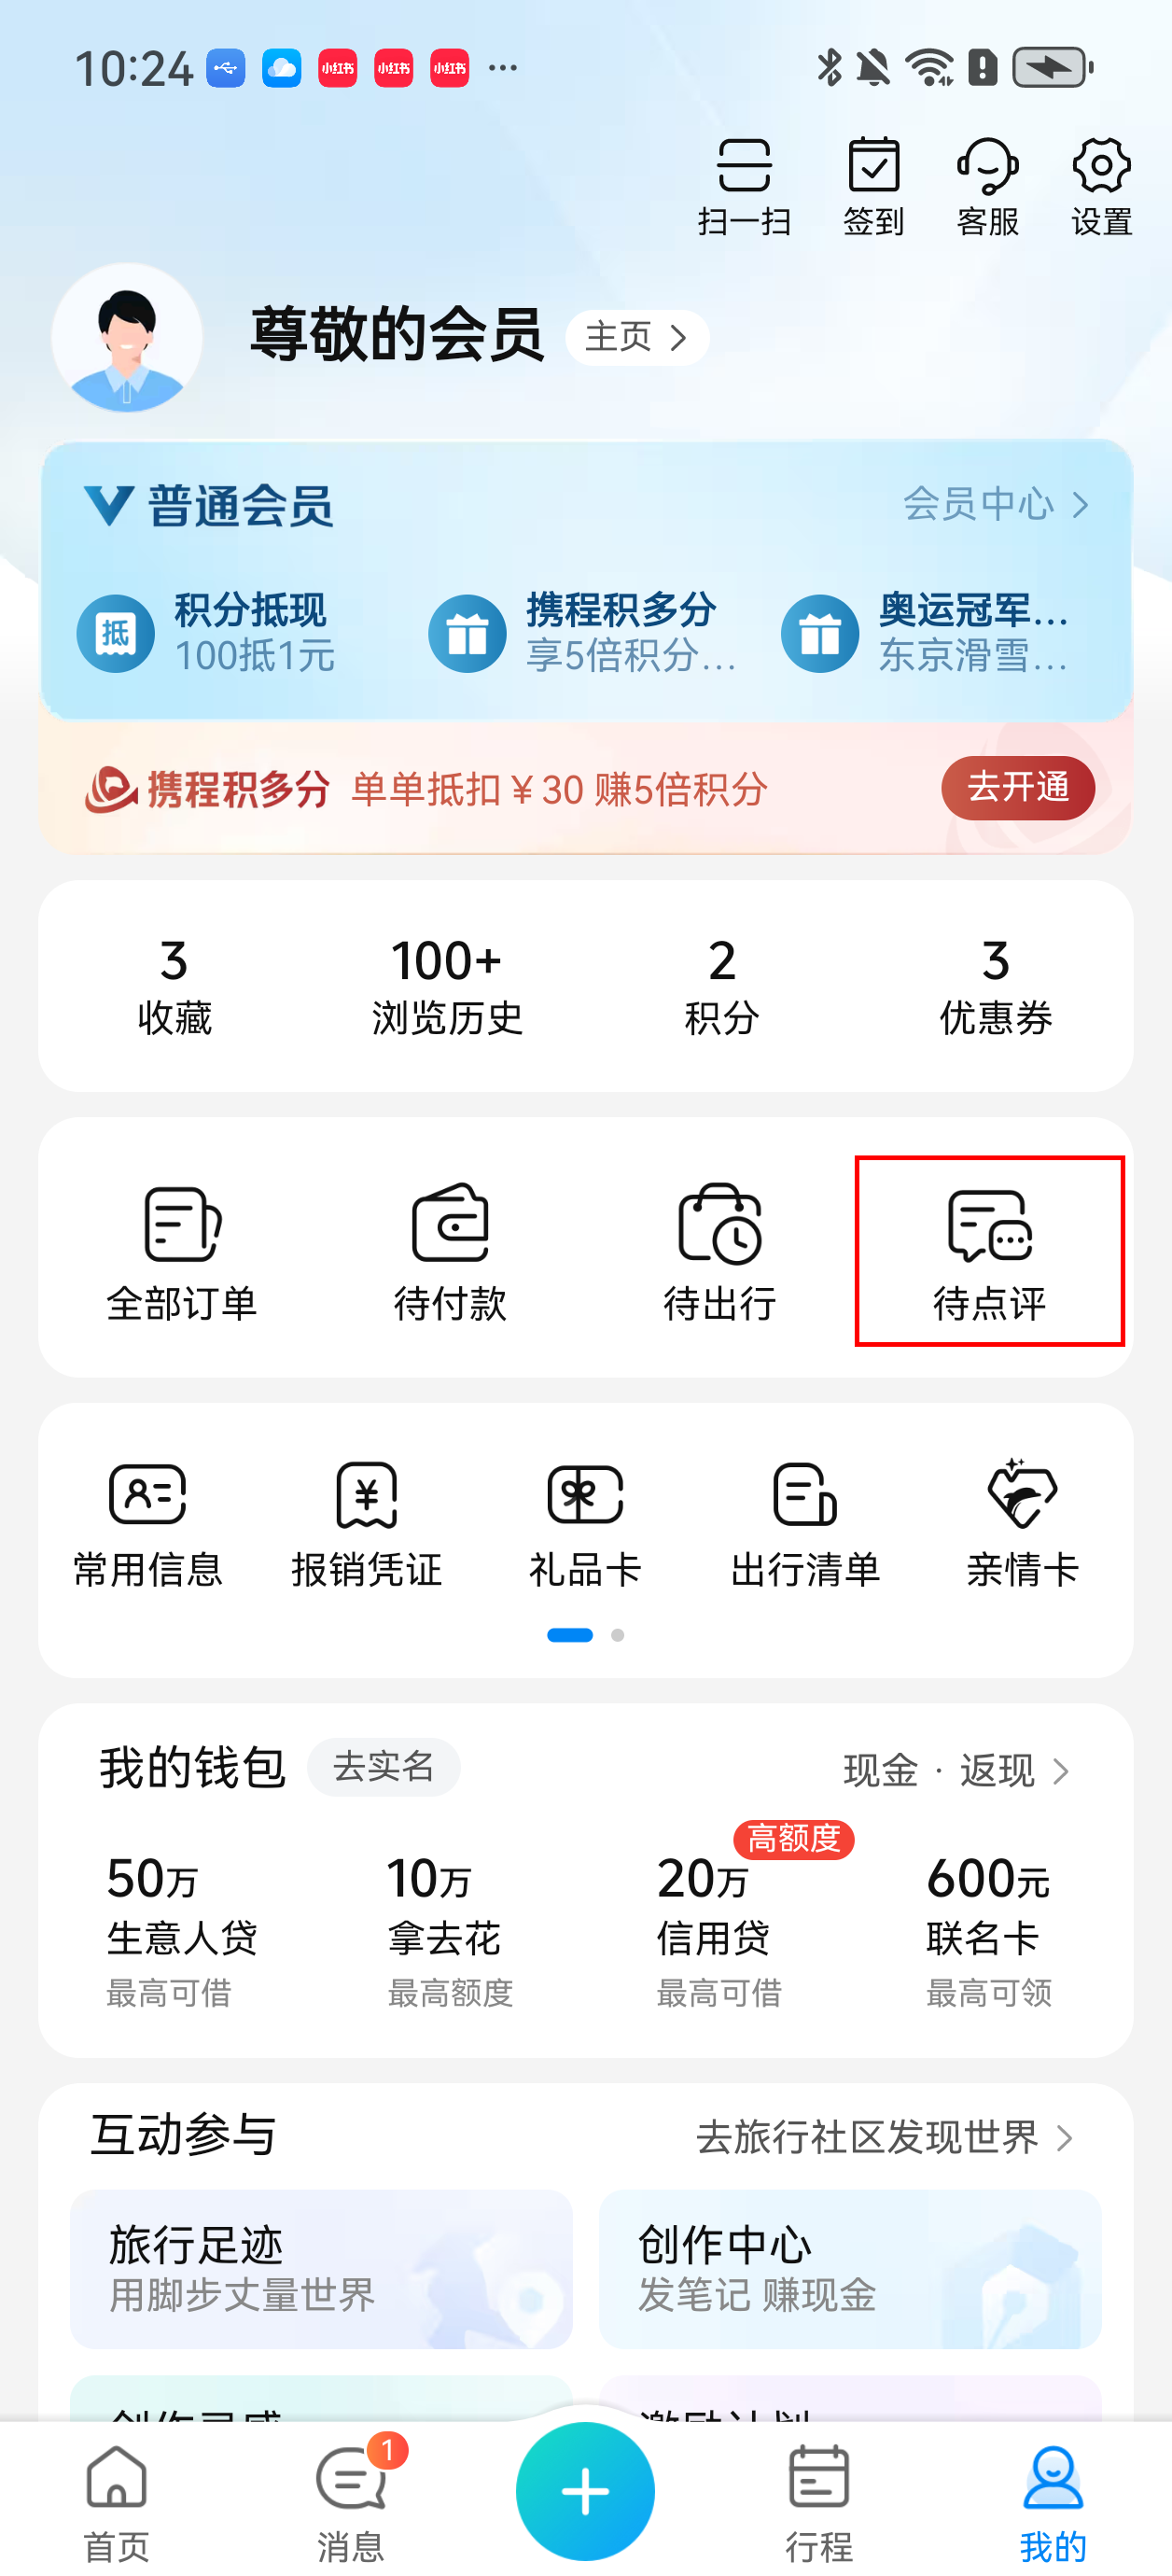 10:24 小红书 小红书 小红书 ...
扫一扫 签到 客服 设置
尊敬的会员 主页 >
普通会员 会员中心 >
抵 积分抵现 携程积多分 奥运冠军...
100抵1元 享5倍积分... 东京滑雪...
携程积多分 单单抵扣￥30 赚5倍积分 去开通
3 100+ 2 3
收藏 浏览历史 积分 优惠券
全部订单 待付款 待出行 待点评
常用信息 报销凭证 礼品卡 出行清单 亲情卡
我的钱包 去实名 现金 · 返现 >
高额度
50万 10万 20万 600元
生意人贷 拿去花 信用贷 联名卡
最高可借 最高额度 最高可借 最高可领
互动参与 去旅行社区发现世界 >
旅行足迹 创作中心
用脚步丈量世界 发笔记 赚现金
创作灵感 激励计划
1
首页 消息 行程 我的